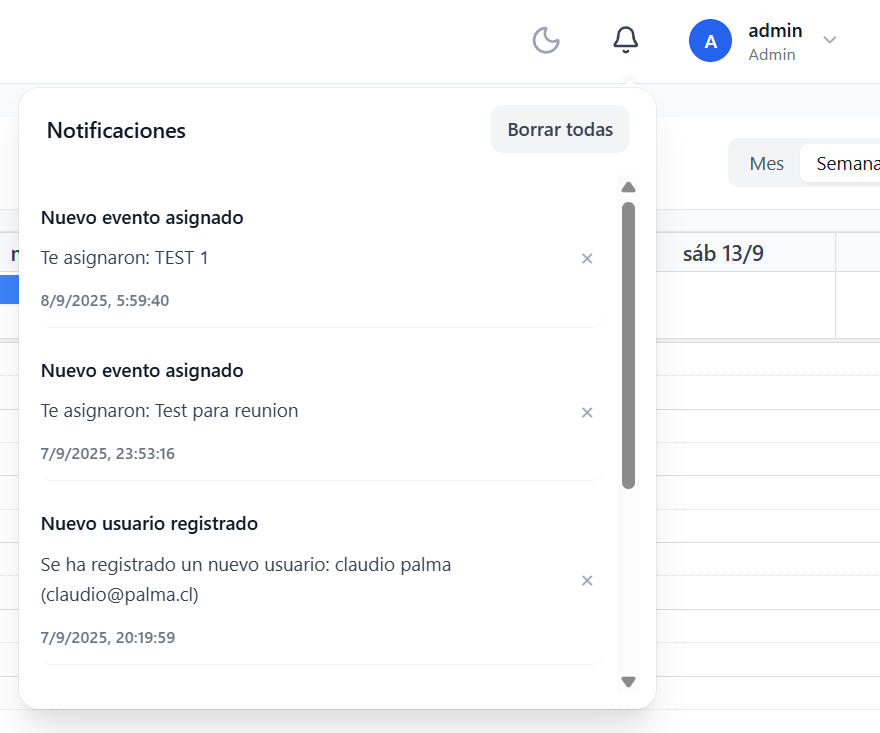 A
admin
Admin
Notificaciones
Borrar todas
Mes
Semana
sáb 13/9
Nuevo evento asignado
Te asignaron: TEST 1
8/9/2025, 5:59:40
Nuevo evento asignado
Te asignaron: Test para reunion
7/9/2025, 23:53:16
Nuevo usuario registrado
Se ha registrado un nuevo usuario: claudio palma
(claudio@palma.cl)
7/9/2025, 20:19:59